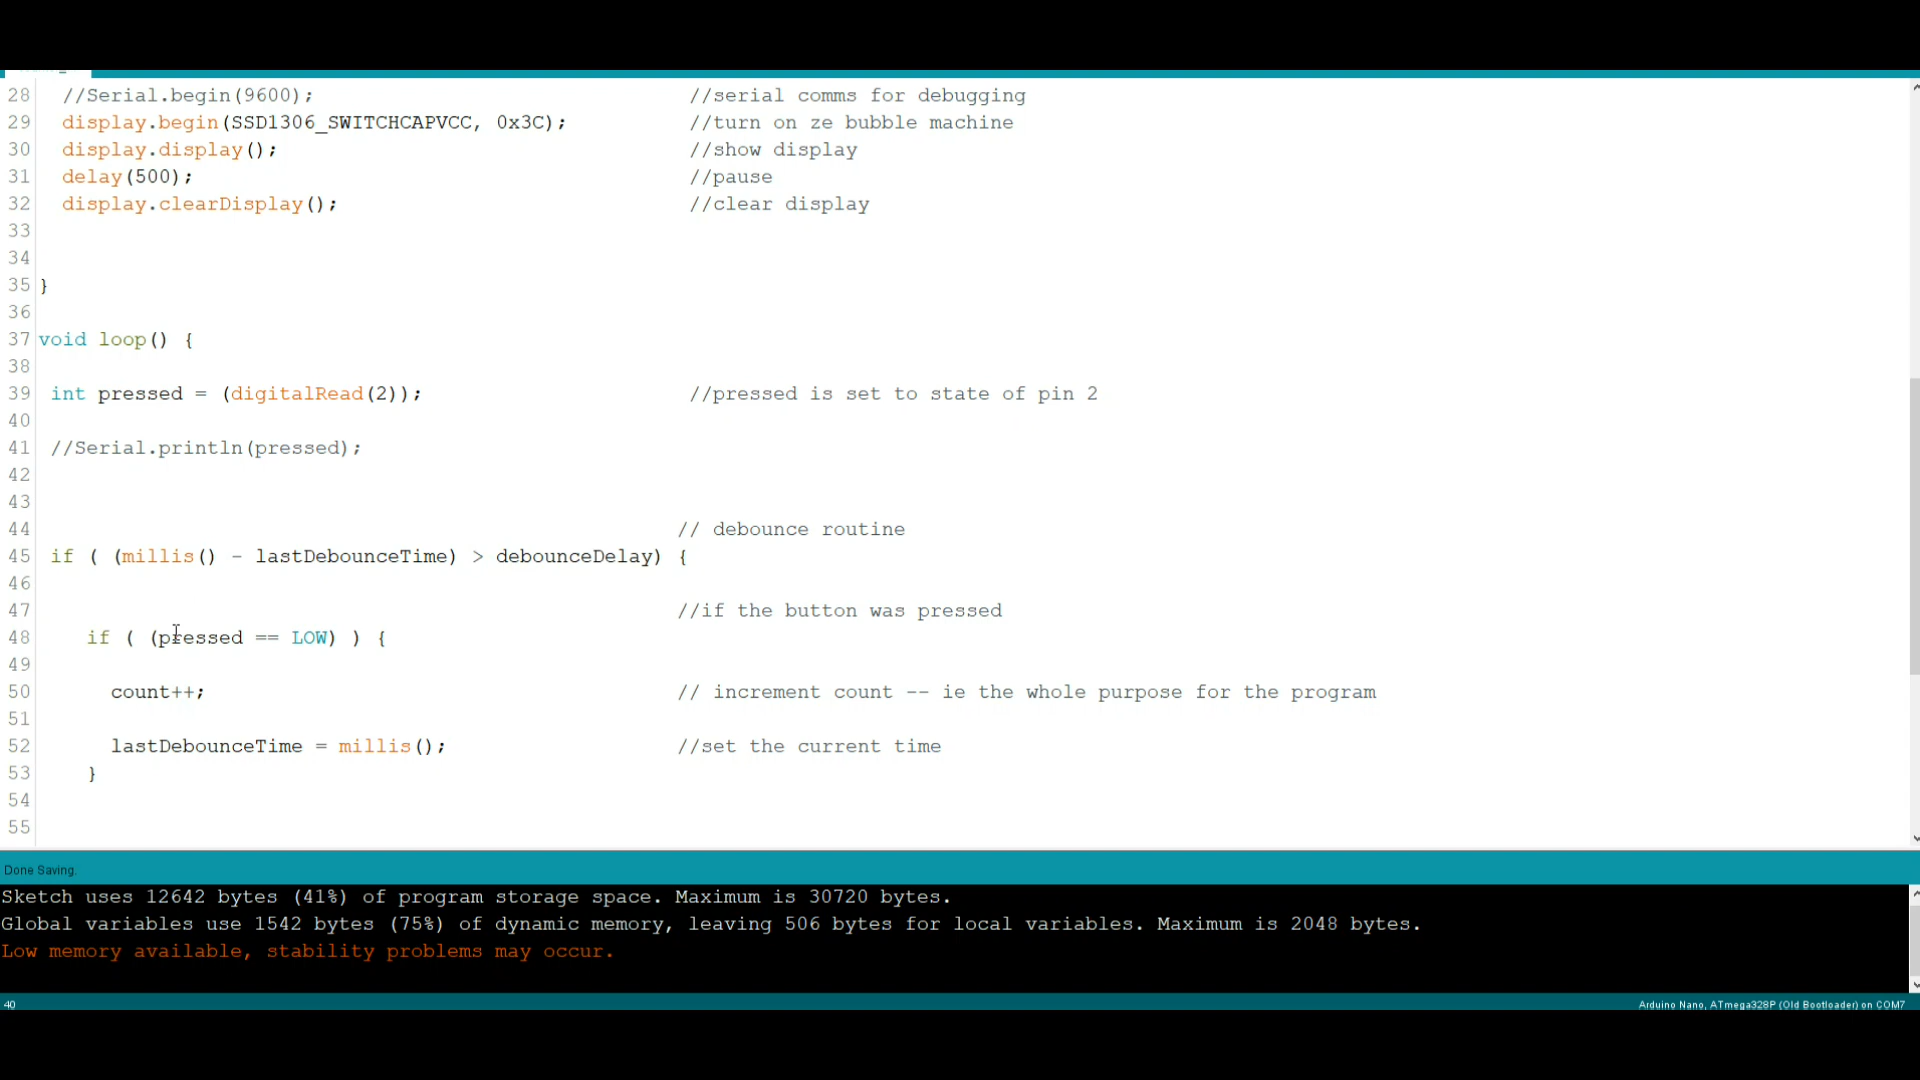 28 //Serial.begin(9600); //serial comms for debugging
29 display.begin(SSD1306_SWITCHCAPVCC, 0x3C); //turn on ze bubble machine
30 display.display(); //show display
31 delay(500); //pause
32 display.clearDisplay(); //clear display
33
34
35 }
36
37 void loop() {
38
39 int pressed = (digitalRead(2)); //pressed is set to state of pin 2
40
41 //Serial.println(pressed);
42
43
44 // debounce routine
45 if ( (millis() - lastDebounceTime) > debounceDelay) {
46
47 //if the button was pressed
48 if ( (pressed == LOW) ) {
49
50 count++; // increment count -- ie the whole purpose for the program
51
52 lastDebounceTime = millis(); //set the current time
53 }
54
55
Done Saving.
Sketch uses 12642 bytes (41%) of program storage space. Maximum is 30720 bytes.
Global variables use 1542 bytes (75%) of dynamic memory, leaving 506 bytes for local variables. Maximum is 2048 bytes.
Low memory available, stability problems may occur.
40 Arduino Nano, ATmega328P (Old Bootloader) on COM7